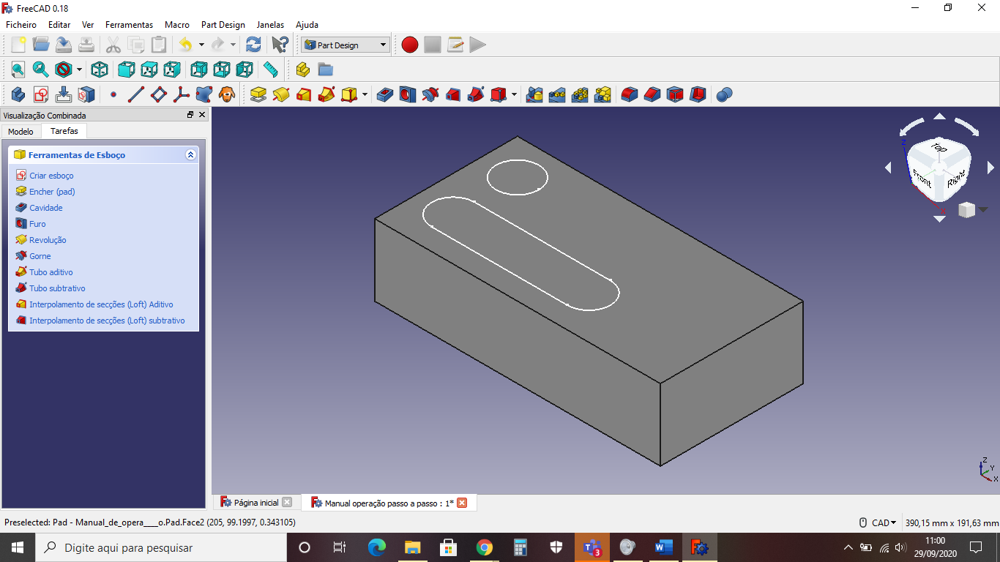 FreeCAD 0.18
Ficheiro Editar Ver Ferramentas Macro Part Design Janelas Ajuda
Part Design
Visualização Combinada
Modelo Tarefas
Ferramentas de Esboço
Criar esboço
Encher (pad)
Cavidade
Furo
Revolução
Gorne
Tubo aditivo
Tubo subtrativo
Interpolamento de secções (Loft) Aditivo
Interpolamento de secções (Loft) subtrativo
Top
Front
Right
Z
X
Z
Y
X
Página inicial
Manual operação passo a passo : 1*
Preselected: Pad - Manual_de_opera___o.Pad.Face2 (205, 99.1997, 0.343105)
CAD
390,15 mm x 191,63 mm
Digite aqui para pesquisar
3
11:00
29/09/2020